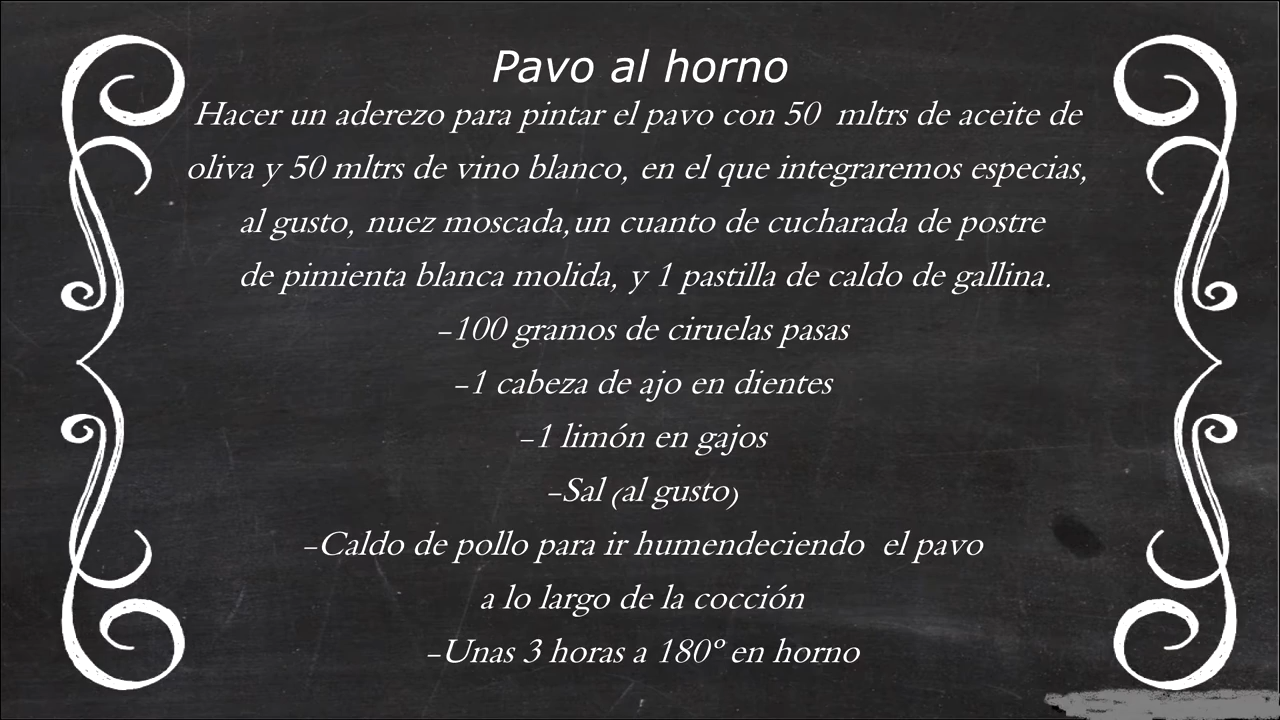 Pavo al horno
Hacer un aderezo para pintar el pavo con 50  mltrs de aceite de
oliva y 50 mltrs de vino blanco, en el que integraremos especias,
al gusto, nuez moscada,un cuanto de cucharada de postre
de pimienta blanca molida, y 1 pastilla de caldo de gallina.
-100 gramos de ciruelas pasas
-1 cabeza de ajo en dientes
-1 limón en gajos
-Sal (al gusto)
-Caldo de pollo para ir humendeciendo  el pavo
a lo largo de la cocción
-Unas 3 horas a 180º en horno